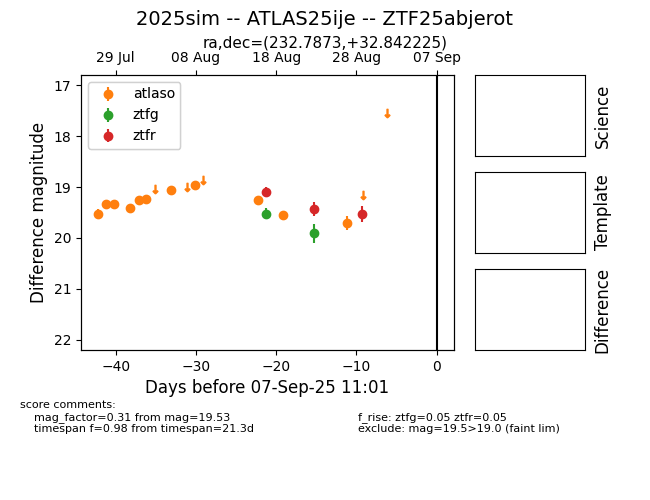 2025sim -- ATLAS25ije -- ZTF25abjerot
ra,dec=(232.7873,+32.842225)
29 Jul 08 Aug 18 Aug 28 Aug 07 Sep
atlaso
ztfg
ztfr
17
18
19
20
21
22
Difference magnitude
−40 −30 −20 −10 0
Days before 07-Sep-25 11:01
Science
Template
Difference
score comments:
mag_factor=0.31 from mag=19.53
timespan f=0.98 from timespan=21.3d
f_rise: ztfg=0.05 ztfr=0.05
exclude: mag=19.5>19.0 (faint lim)